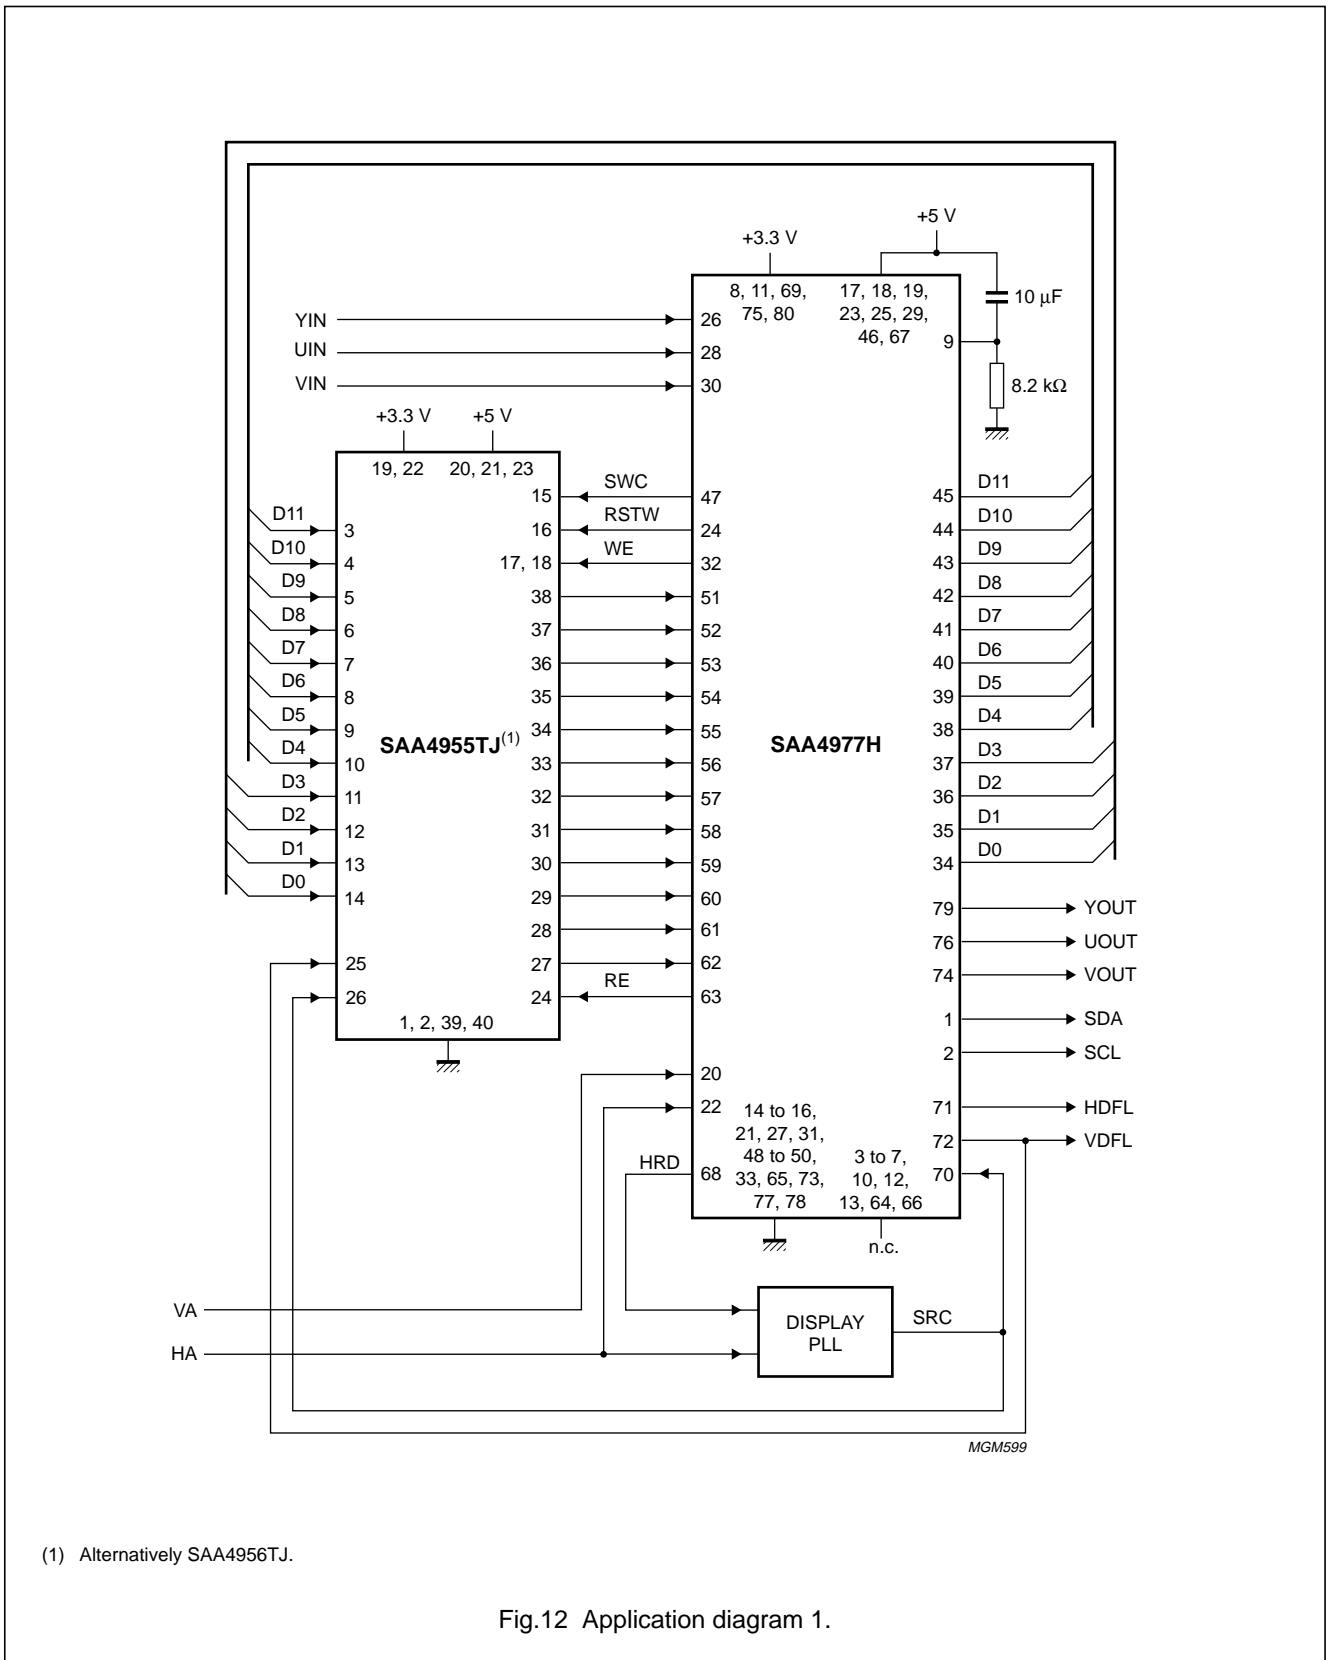 +5 V
+3.3 V
8, 11, 69,
75, 80
17, 18, 19,
23, 25, 29,
46, 67
10 µF
9
8.2 kΩ
YIN
26
UIN
28
VIN
30
+3.3 V
+5 V
19, 22
20, 21, 23
15
SWC
47
45
D11
D11
3
16
RSTW
24
44
D10
D10
4
17, 18
WE
32
43
D9
D9
5
38
51
42
D8
D8
6
37
52
41
D7
D7
7
36
53
40
D6
D6
8
35
54
39
D5
D5
9
34
55
38
D4
SAA4955TJ(1)
SAA4977H
D4
10
33
56
37
D3
D3
11
32
57
36
D2
D2
12
31
58
35
D1
D1
13
30
59
34
D0
D0
14
29
60
79
YOUT
28
61
76
UOUT
25
27
62
74
VOUT
26
24
RE
63
1
SDA
1, 2, 39, 40
2
SCL
20
22
71
HDFL
72
VDFL
HRD
68
70
14 to 16,
21, 27, 31,
48 to 50,
33, 65, 73,
77, 78
3 to 7,
10, 12,
13, 64, 66
n.c.
VA
HA
DISPLAY
PLL
SRC
MGM599
(1) Alternatively SAA4956TJ.
Fig.12 Application diagram 1.